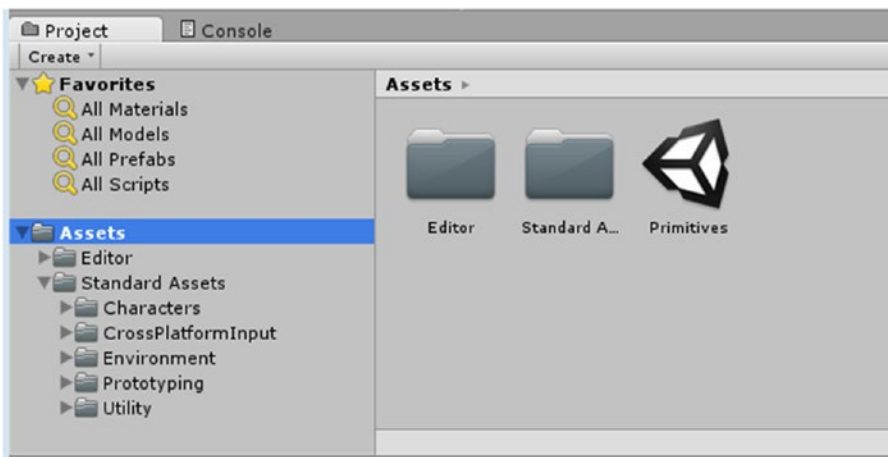 Project Console
Create
Favorites
All Materials
All Models
All Prefabs
All Scripts
Assets
Editor
Standard Assets
Characters
CrossPlatformInput
Environment
Prototyping
Utility
Assets
Editor Standard A... Primitives